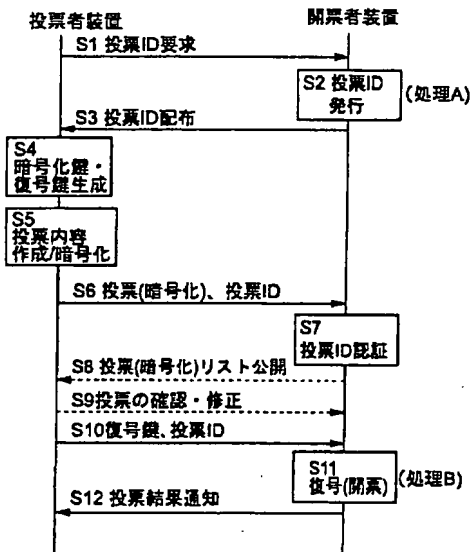 投票者装置
開票者装置
S1 投票ID要求
S2 投票ID
発行
(処理A)
S3 投票ID配布
S4
暗号化鍵・
復号鍵生成
S5
投票内容
作成/暗号化
S6 投票(暗号化)、投票ID
S7
投票ID認証
S8 投票(暗号化)リスト公開
S9投票の確認・修正
S10復号鍵、投票ID
S11
復号(開票)
(処理B)
S12 投票結果通知